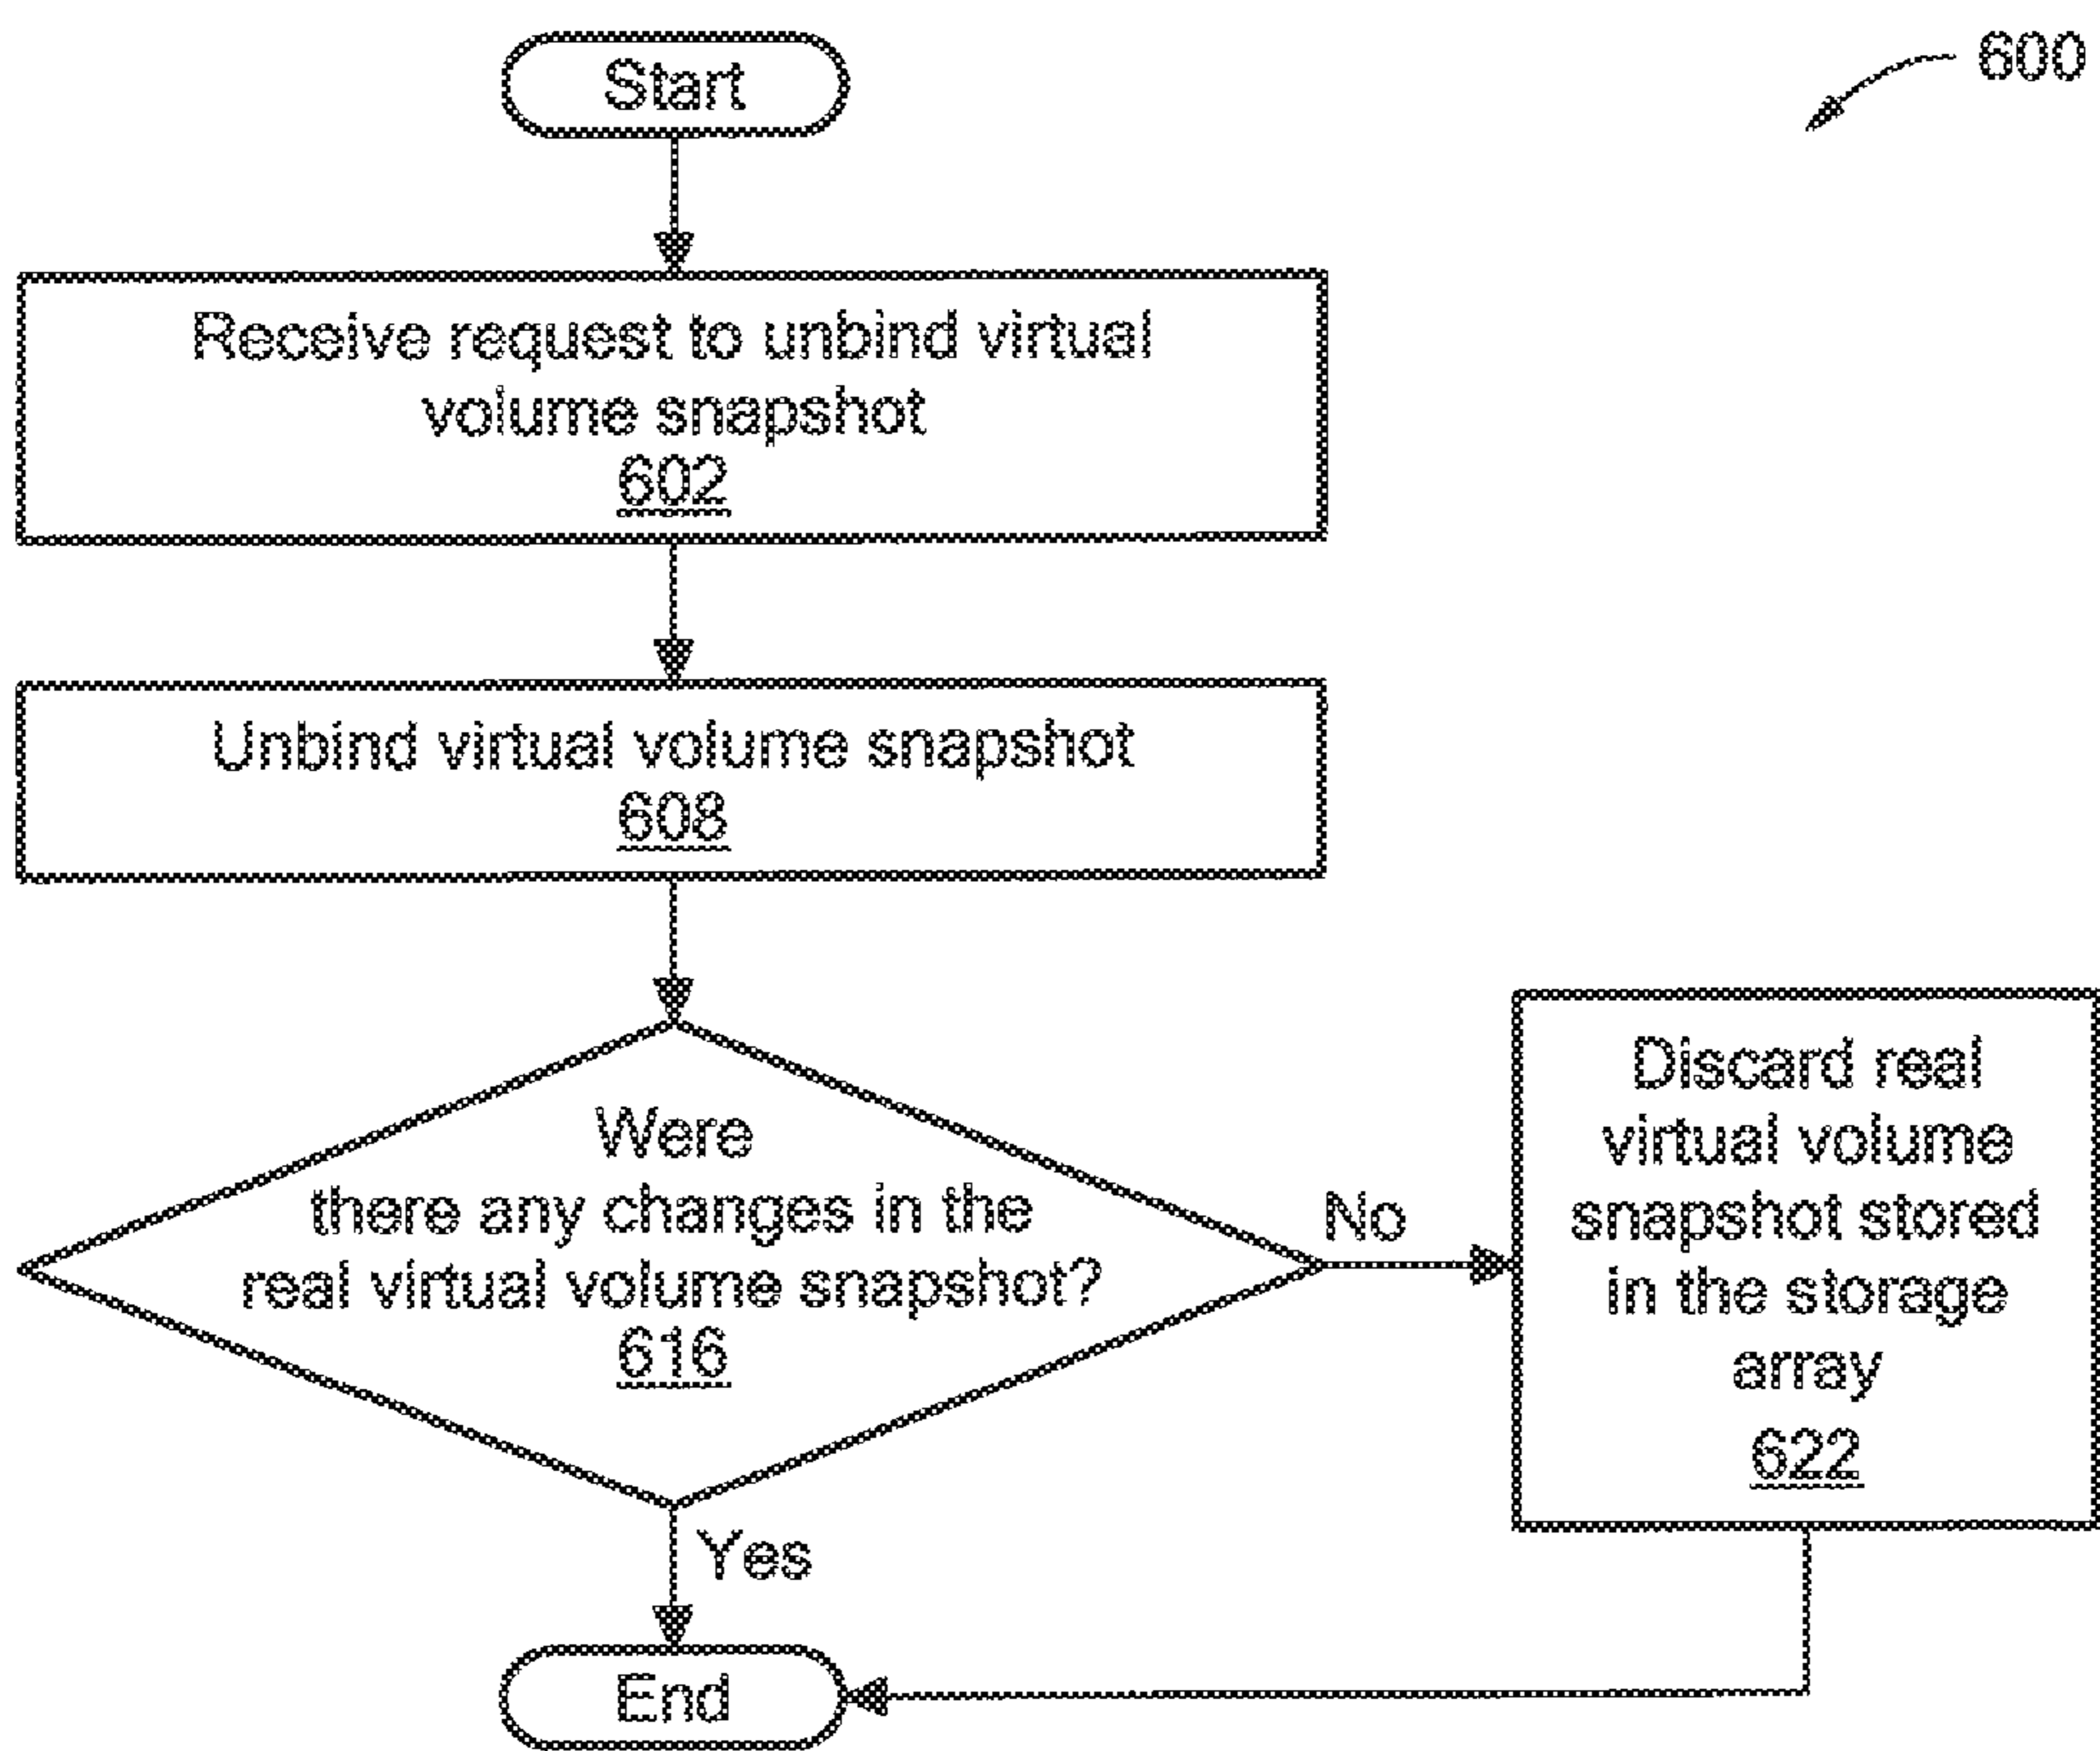 Start
600
Receive request to unbind virtual
volume snapshot
602
Unbind virtual volume snapshot
608
Were
there any changes in the
real virtual volume snapshot?
616
No
Discard real
virtual volume
snapshot stored
in the storage
array
622
Yes
End